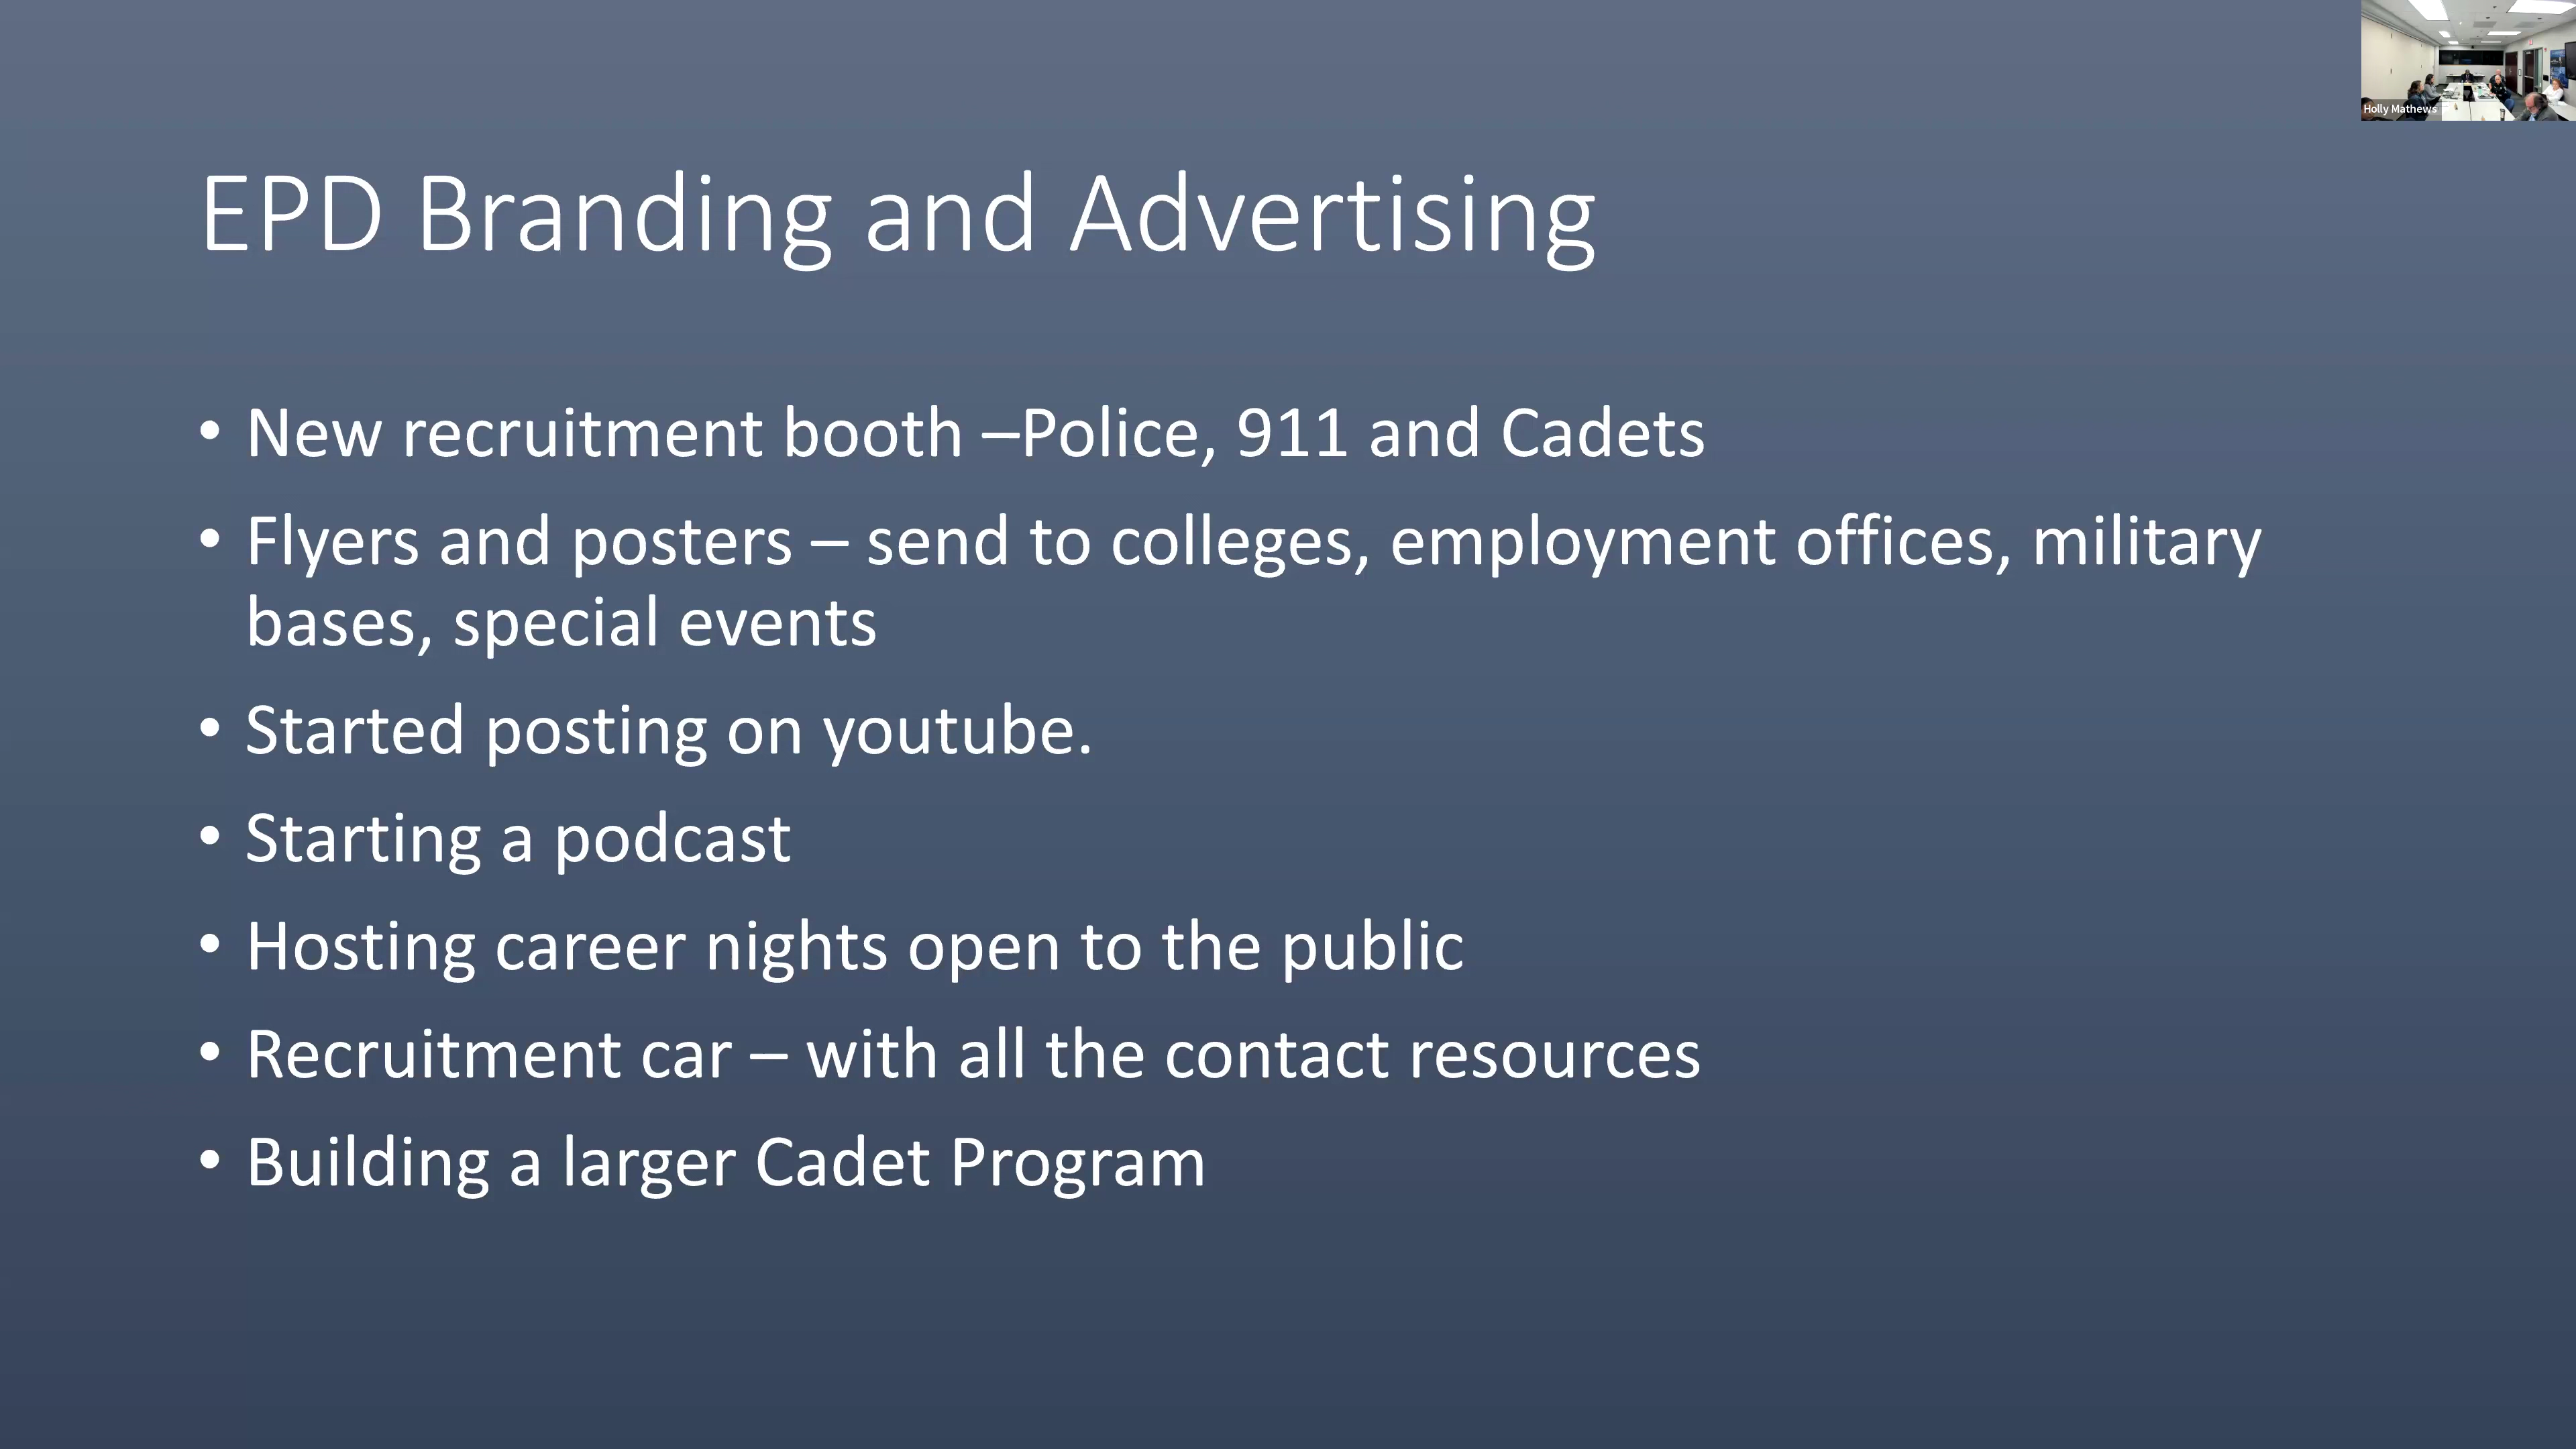 Holly Mathews
EPD Branding and Advertising
• New recruitment booth –Police, 911 and Cadets
• Flyers and posters – send to colleges, employment offices, military
bases, special events
• Started posting on youtube.
• Starting a podcast
• Hosting career nights open to the public
• Recruitment car – with all the contact resources
• Building a larger Cadet Program